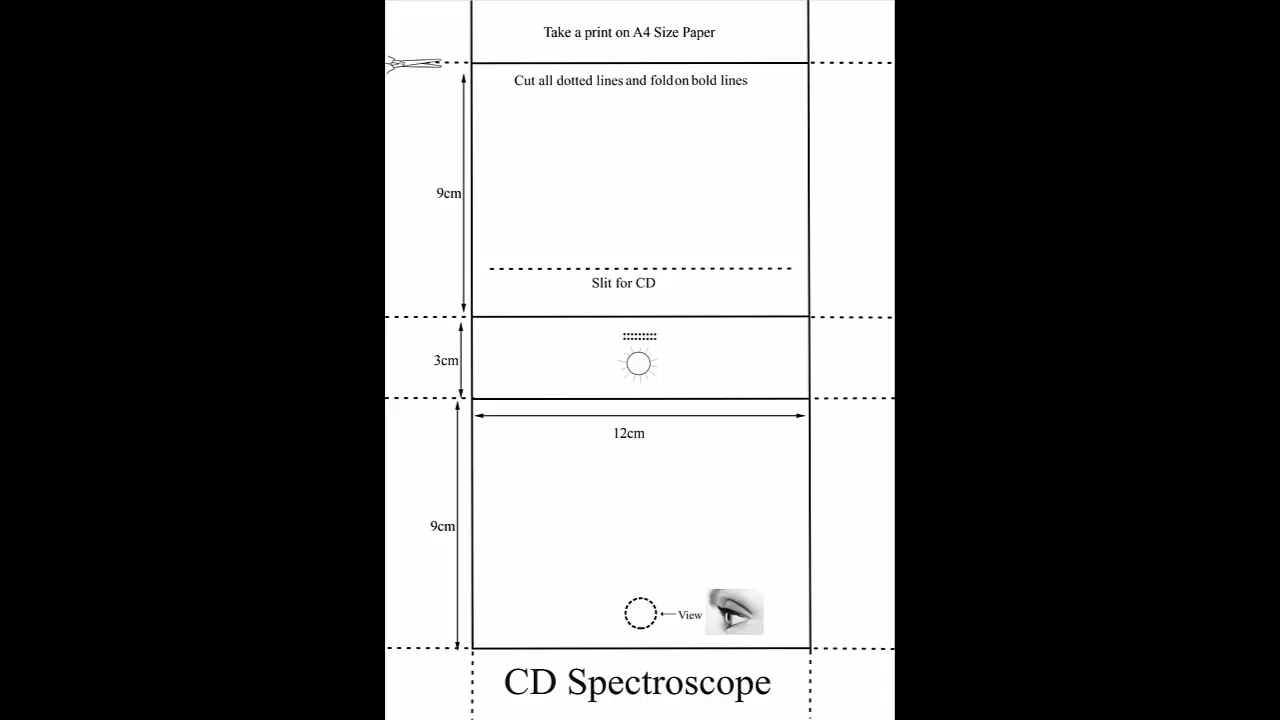 Take a print on A4 Size Paper
Cut all dotted lines and fold on bold lines
9cm
Slit for CD
3cm
12cm
9cm
View
CD Spectroscope